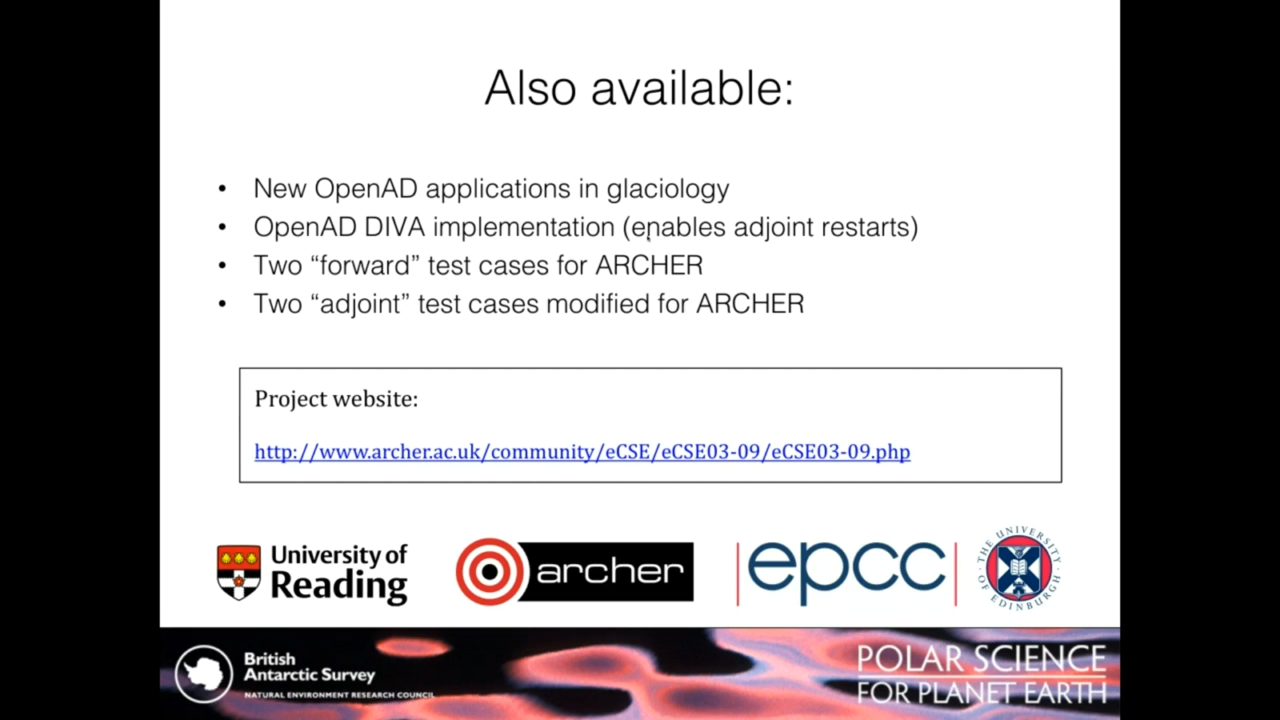 Also available:
• New OpenAD applications in glaciology
• OpenAD DIVA implementation (enables adjoint restarts)
• Two “forward” test cases for ARCHER
• Two “adjoint” test cases modified for ARCHER
Project website:
http://www.archer.ac.uk/community/eCSE/eCSE03-09/eCSE03-09.php
University of
Reading
archer
epcc
THE UNIVERSITY OF EDINBURGH
British
Antarctic Survey
NATURAL ENVIRONMENT RESEARCH COUNCIL
POLAR SCIENCE
FOR PLANET EARTH